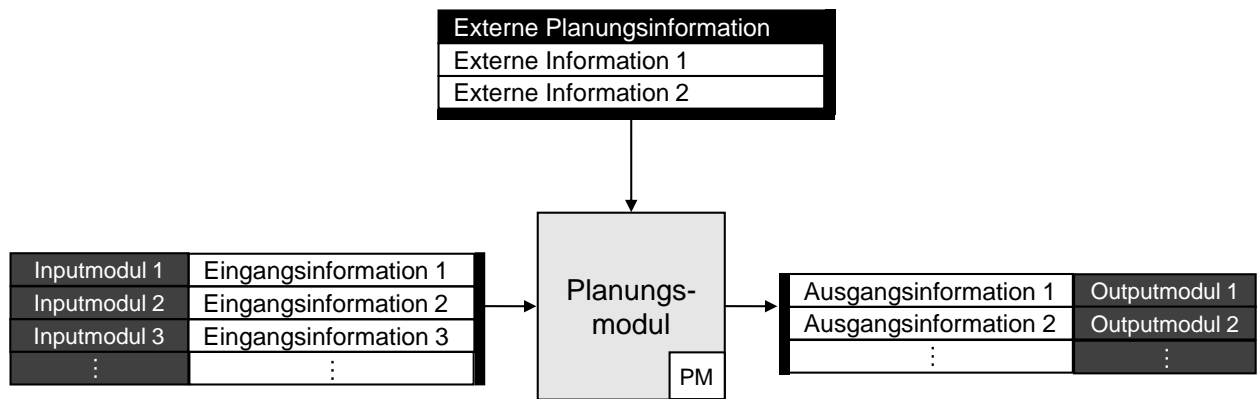 Externe Planungsinformation
Externe Information 1
Externe Information 2
Inputmodul 1 Eingangsinformation 1
Inputmodul 2 Eingangsinformation 2
Inputmodul 3 Eingangsinformation 3
⋮ ⋮
Planungs-
modul
PM
Ausgangsinformation 1 Outputmodul 1
Ausgangsinformation 2 Outputmodul 2
⋮ ⋮